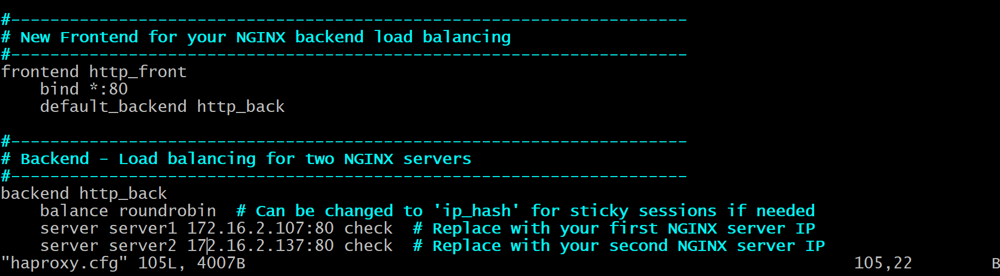 #---------------------------------------------------------------------
# New Frontend for your NGINX backend load balancing
#---------------------------------------------------------------------
frontend http_front
    bind *:80
    default_backend http_back

#---------------------------------------------------------------------
# Backend - Load balancing for two NGINX servers
#---------------------------------------------------------------------
backend http_back
    balance roundrobin  # Can be changed to 'ip_hash' for sticky sessions if needed
    server server1 172.16.2.107:80 check  # Replace with your first NGINX server IP
    server server2 172.16.2.137:80 check  # Replace with your second NGINX server IP
"haproxy.cfg" 105L, 4007B                                                              105,22        B